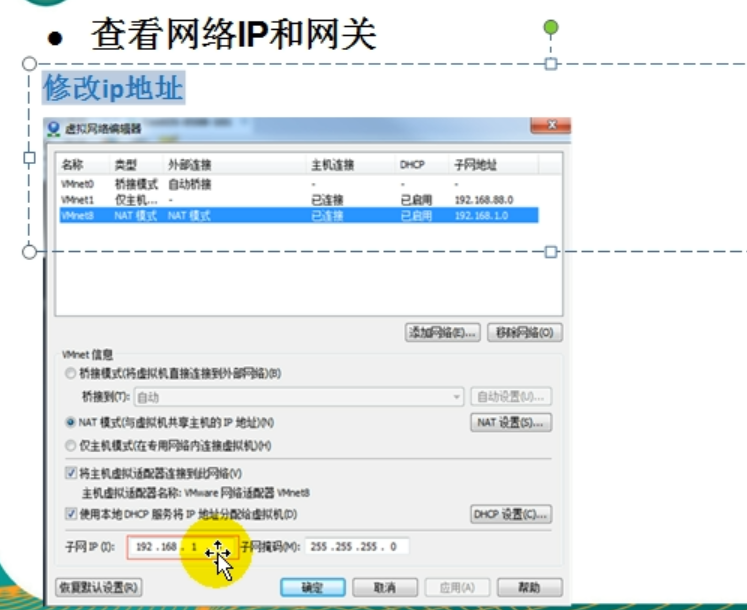 • 查看网络IP和网关
修改ip地址
虚拟网络编辑器
名称 类型 外部连接 主机连接 DHCP 子网地址
VMnet0 桥接模式 自动桥接 - - -
VMnet1 仅主机... - 已连接 已启用 192.168.88.0
VMnet8 NAT 模式 NAT 模式 已连接 已启用 192.168.1.0
添加网络(E)... 移除网络(O)
VMnet 信息
桥接模式(将虚拟机直接连接到外部网络)(B)
桥接到(T): 自动 自动设置(U)...
NAT 模式(与虚拟机共享主机的 IP 地址)(N) NAT 设置(S)...
仅主机模式(在专用网络内连接虚拟机)(H)
将主机虚拟适配器连接到此网络(V)
主机虚拟适配器名称: VMware 网络适配器 VMnet8
使用本地 DHCP 服务将 IP 地址分配给虚拟机(D) DHCP 设置(C)...
子网 IP (I): 192 . 168 . 1 子网掩码(M): 255 . 255 . 255 . 0
恢复默认设置(R) 确定 取消 应用(A) 帮助